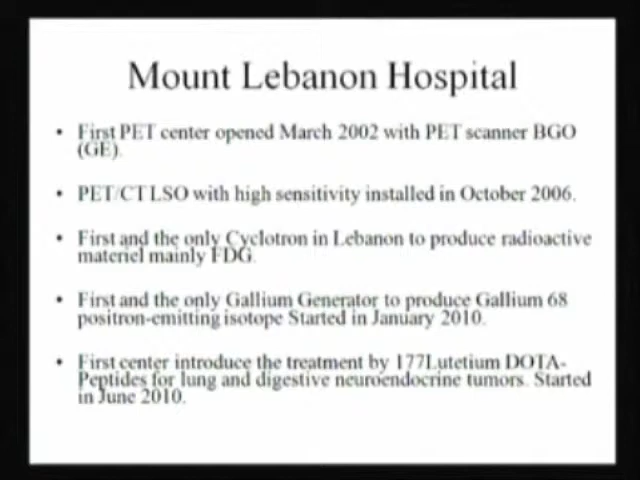 Mount Lebanon Hospital
• First PET center opened March 2002 with PET scanner BGO
(GE).
• PET/CT LSO with high sensitivity installed in October 2006.
• First and the only Cyclotron in Lebanon to produce radioactive
materiel mainly FDG.
• First and the only Gallium Generator to produce Gallium 68
positron-emitting isotope Started in January 2010.
• First center introduce the treatment by 177Lutetium DOTA-
Peptides for lung and digestive neuroendocrine tumors. Started
in June 2010.